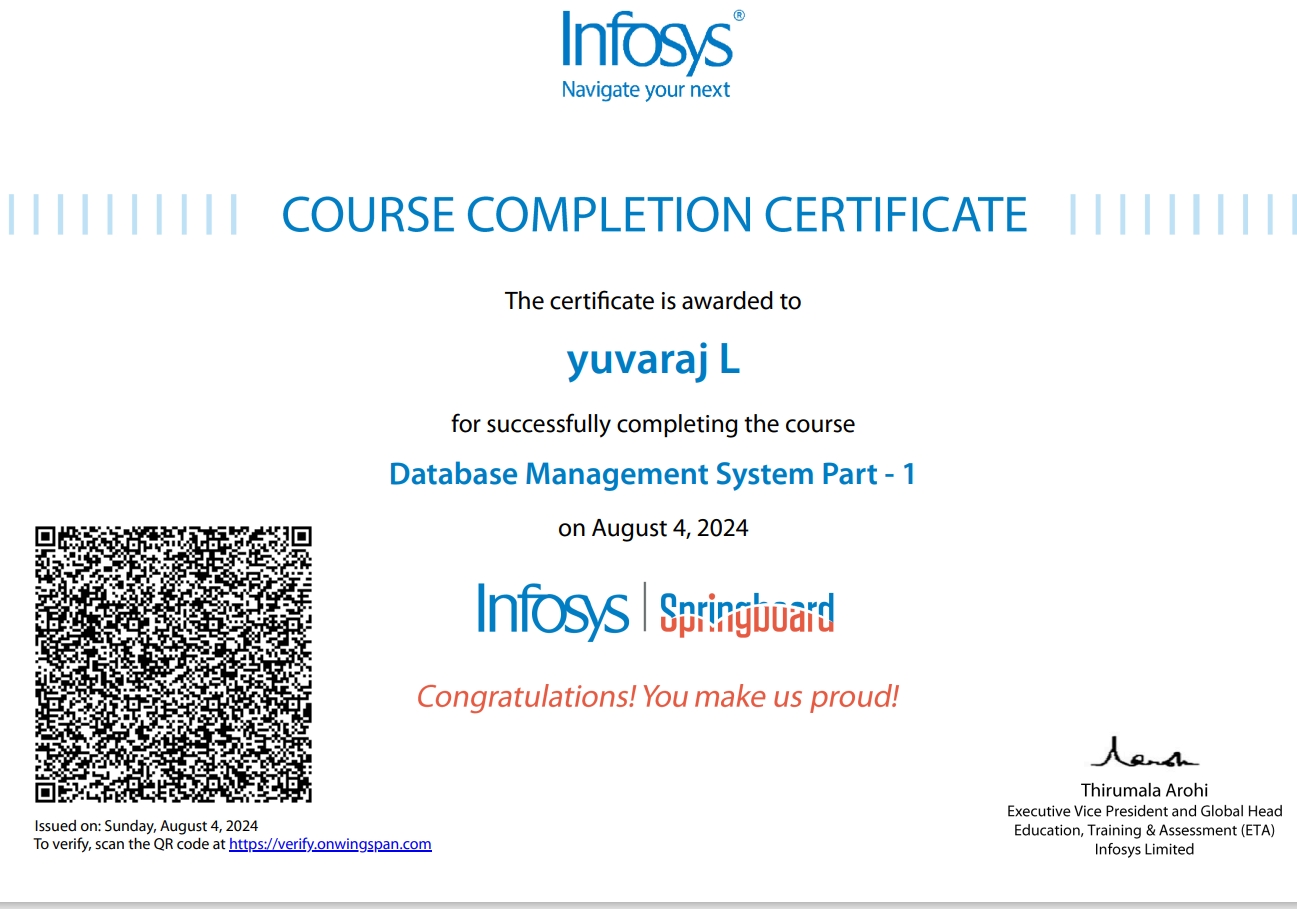 Infosys®
Navigate your next
COURSE COMPLETION CERTIFICATE
The certificate is awarded to
yuvaraj L
for successfully completing the course
Database Management System Part - 1
on August 4, 2024
Infosys | Springboard
Congratulations! You make us proud!
Issued on: Sunday, August 4, 2024
To verify, scan the QR code at https://verify.onwingspan.com
Thirumala Arohi
Executive Vice President and Global Head
Education, Training & Assessment (ETA)
Infosys Limited